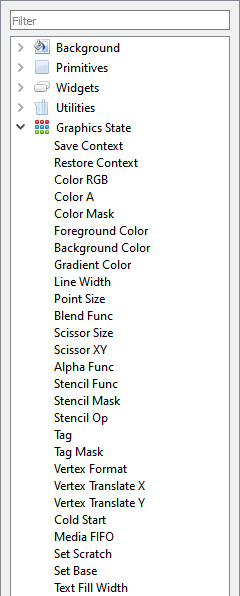 Filter
Background
Primitives
Widgets
Utilities
Graphics State
Save Context
Restore Context
Color RGB
Color A
Color Mask
Foreground Color
Background Color
Gradient Color
Line Width
Point Size
Blend Func
Scissor Size
Scissor XY
Alpha Func
Stencil Func
Stencil Mask
Stencil Op
Tag
Tag Mask
Vertex Format
Vertex Translate X
Vertex Translate Y
Cold Start
Media FIFO
Set Scratch
Set Base
Text Fill Width